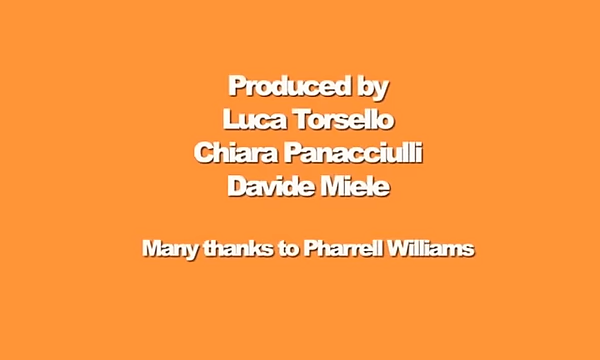 Produced by
Luca Torsello
Chiara Panacciulli
Davide Miele
Many thanks to Pharrell Williams